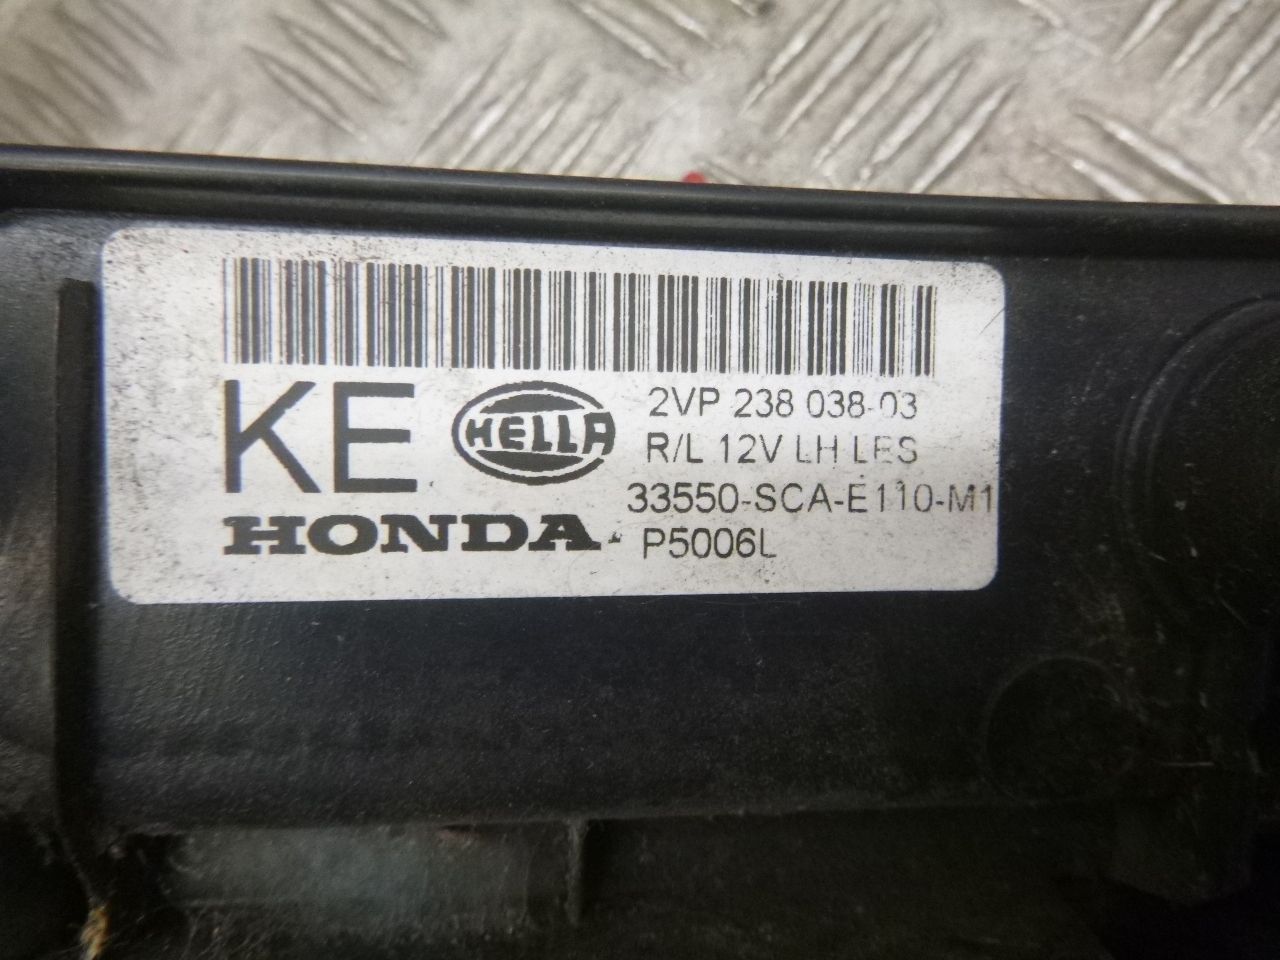 KE
HELLA
2VP 238 038-03
R/L 12V LH LES
33550-SCA-E110-M1
HONDA
P5006L